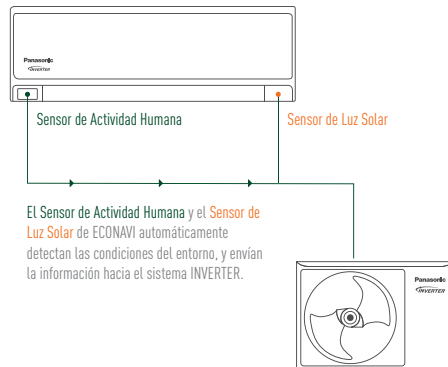 Panasonic
INVERTER
Sensor de Actividad Humana
Sensor de Luz Solar
El Sensor de Actividad Humana y el Sensor de
Luz Solar de ECONAVI automáticamente
detectan las condiciones del entorno, y envían
la información hacia el sistema INVERTER.
Panasonic
INVERTER